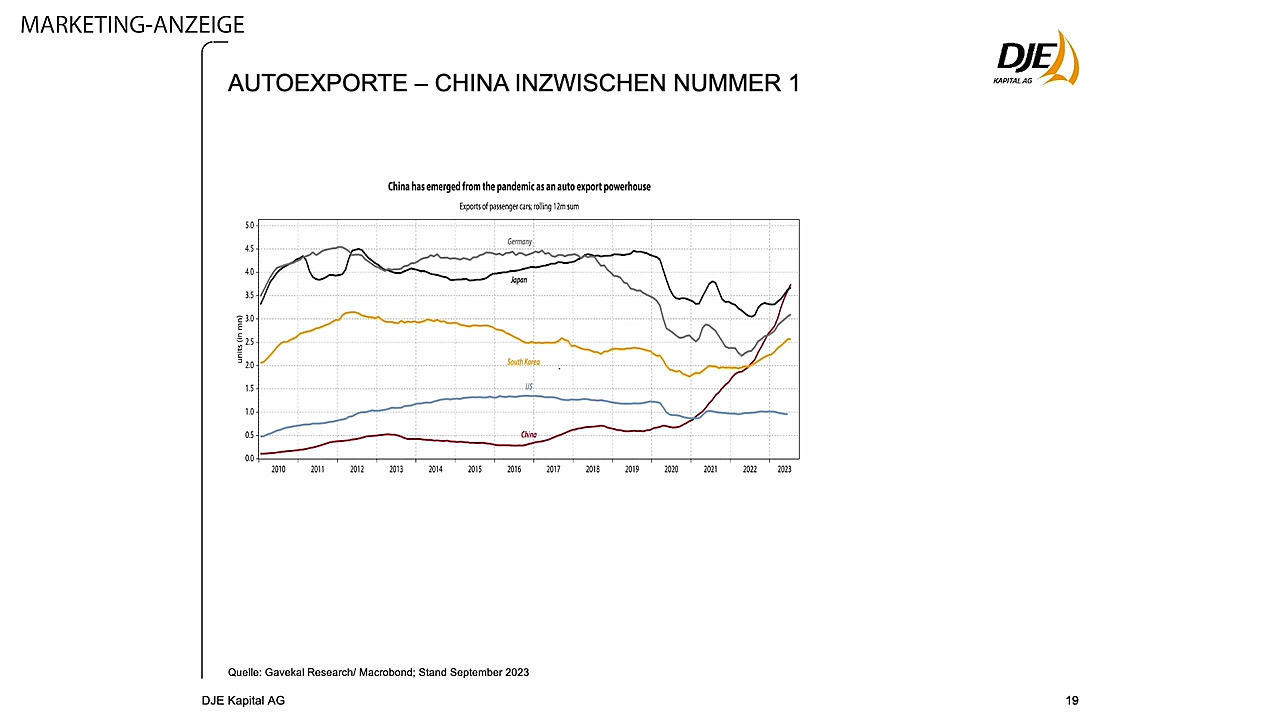 MARKETING-ANZEIGE
DJE
KAPITAL AG
AUTOEXPORTE – CHINA INZWISCHEN NUMMER 1
China has emerged from the pandemic as an auto export powerhouse
Exports of passenger cars; rolling 12m sum
units (in mn)
5.0
4.5
4.0
3.5
3.0
2.5
2.0
1.5
1.0
0.5
0.0
Germany
Japan
South Korea
US
China
2010 2011 2012 2013 2014 2015 2016 2017 2018 2019 2020 2021 2022 2023
Quelle: Gavekal Research/ Macrobond; Stand September 2023
DJE Kapital AG
19